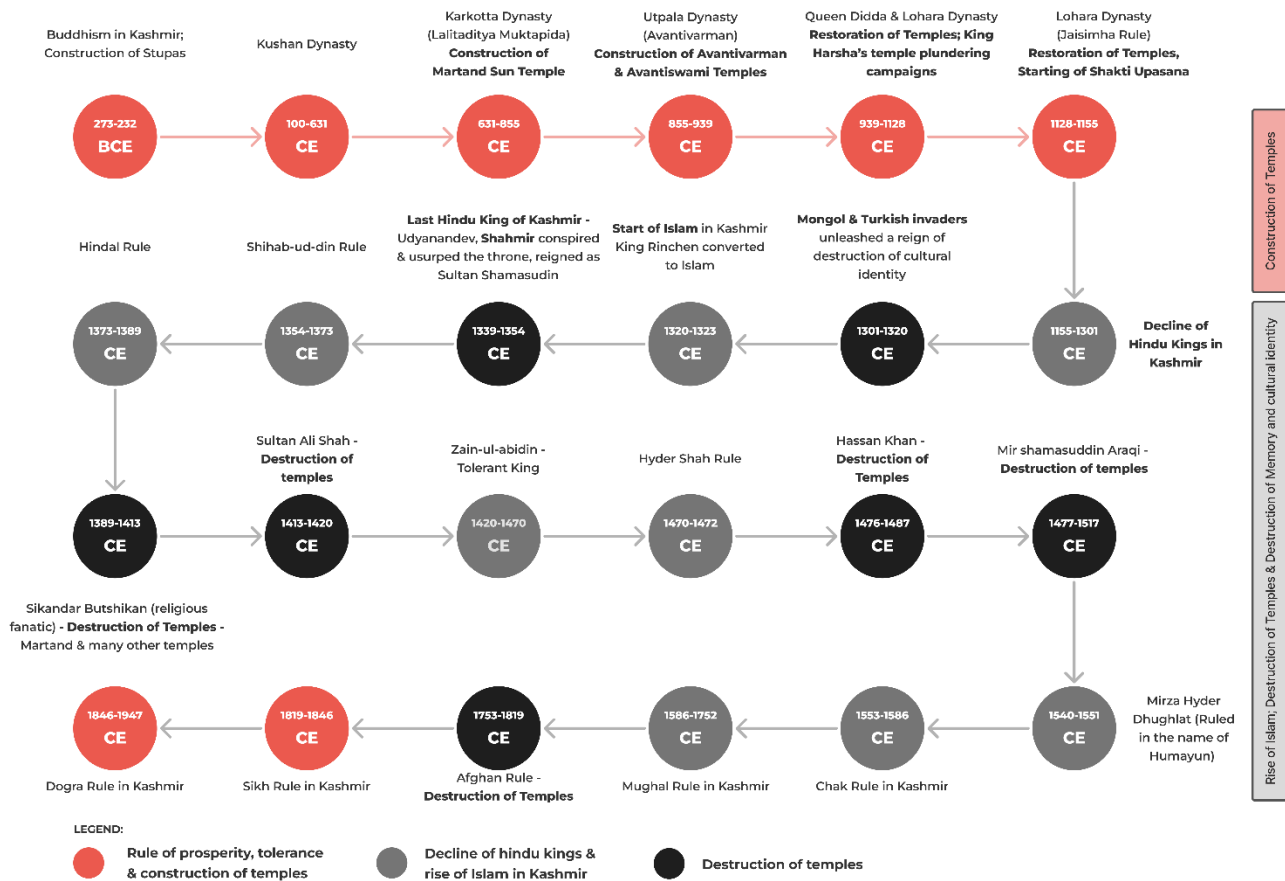 Buddhism in Kashmir;
Construction of Stupas
Kushan Dynasty
Karkotta Dynasty
(Lalitaditya Muktapida)
Construction of
Martand Sun Temple
Utpala Dynasty
(Avantivarman)
Construction of Avantivarman
& Avantiswami Temples
Queen Didda & Lohara Dynasty
Restoration of Temples; King
Harsha's temple plundering
campaigns
Lohara Dynasty
(Jaisimha Rule)
Restoration of Temples,
Starting of Shakti Upasana
273-232
BCE
100-631
CE
631-855
CE
855-939
CE
939-1128
CE
1128-1155
CE
Construction of Temples
Hindal Rule
Shihab-ud-din Rule
Last Hindu King of Kashmir -
Udyanandev, Shahmir conspired
& usurped the throne, reigned as
Sultan Shamasudin
Start of Islam in Kashmir
King Rinchen converted
to Islam
Mongol & Turkish invaders
unleashed a reign of
destruction of cultural
identity
1373-1389
CE
1354-1373
CE
1339-1354
CE
1320-1323
CE
1301-1320
CE
1155-1301
CE
Decline of
Hindu Kings in
Kashmir
Rise of Islam; Destruction of Temples & Destruction of Memory and cultural identity
Sultan Ali Shah -
Destruction of
temples
Zain-ul-abidin -
Tolerant King
Hyder Shah Rule
Hassan Khan -
Destruction of
Temples
Mir shamasuddin Araqi -
Destruction of temples
1389-1413
CE
1413-1420
CE
1420-1470
CE
1470-1472
CE
1476-1487
CE
1477-1517
CE
Sikandar Butshikan (religious
fanatic) - Destruction of Temples -
Martand & many other temples
1846-1947
CE
1819-1846
CE
1753-1819
CE
1586-1752
CE
1553-1586
CE
1540-1551
CE
Mirza Hyder
Dhughlat (Ruled
in the name of
Humayun)
Dogra Rule in Kashmir
Sikh Rule in Kashmir
Afghan Rule -
Destruction of Temples
Mughal Rule in Kashmir
Chak Rule in Kashmir
LEGEND:
Rule of prosperity, tolerance
& construction of temples
Decline of hindu kings &
rise of Islam in Kashmir
Destruction of temples